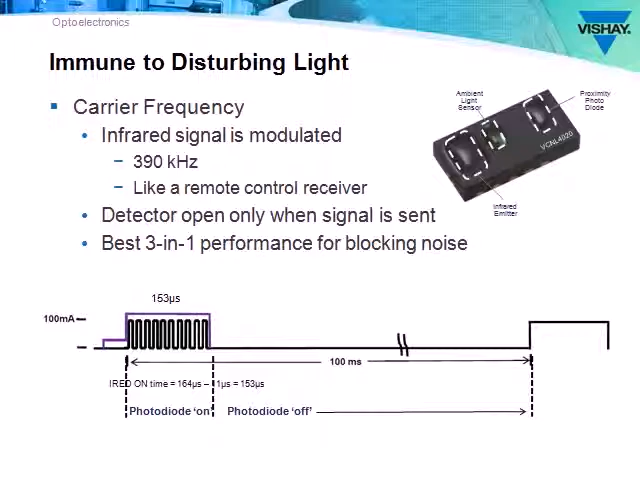 Optoelectronics
VISHAY.
Immune to Disturbing Light
Carrier Frequency
Infrared signal is modulated
390 kHz
Like a remote control receiver
Detector open only when signal is sent
Best 3-in-1 performance for blocking noise
Ambient
Light
Sensor
Proximity
Photo
Diode
VCNL4020
Infrared
Emitter
153µs
100mA
100 ms
IRED ON time = 164µs – 11µs = 153µs
Photodiode ‘on’
Photodiode ‘off’